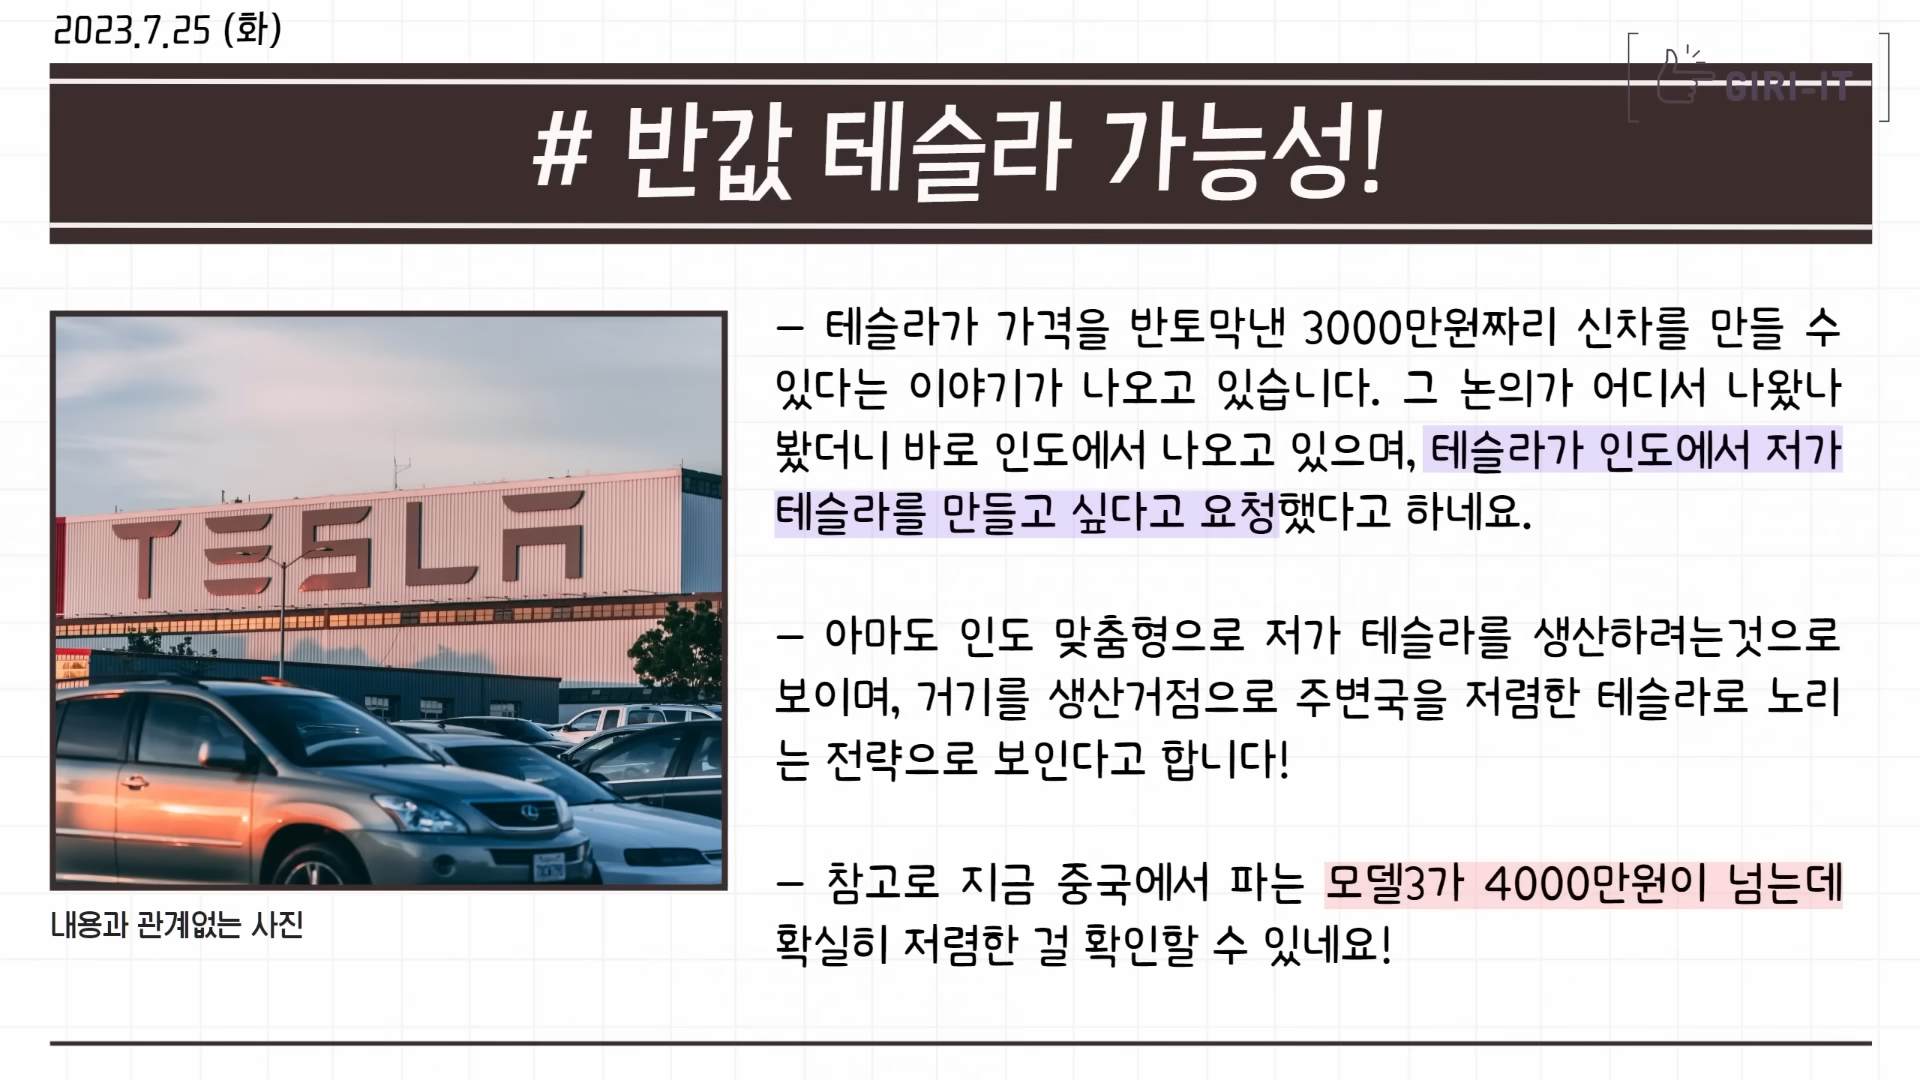 2023.7.25 (화)
GIRI-IT
# 반값 테슬라 가능성!
TESLA
내용과 관계없는 사진
– 테슬라가 가격을 반토막낸 3000만원짜리 신차를 만들 수
있다는 이야기가 나오고 있습니다. 그 논의가 어디서 나왔나
봤더니 바로 인도에서 나오고 있으며, 테슬라가 인도에서 저가
테슬라를 만들고 싶다고 요청했다고 하네요.
– 아마도 인도 맞춤형으로 저가 테슬라를 생산하려는것으로
보이며, 거기를 생산거점으로 주변국을 저렴한 테슬라로 노리
는 전략으로 보인다고 합니다!
– 참고로 지금 중국에서 파는 모델3가 4000만원이 넘는데
확실히 저렴한 걸 확인할 수 있네요!